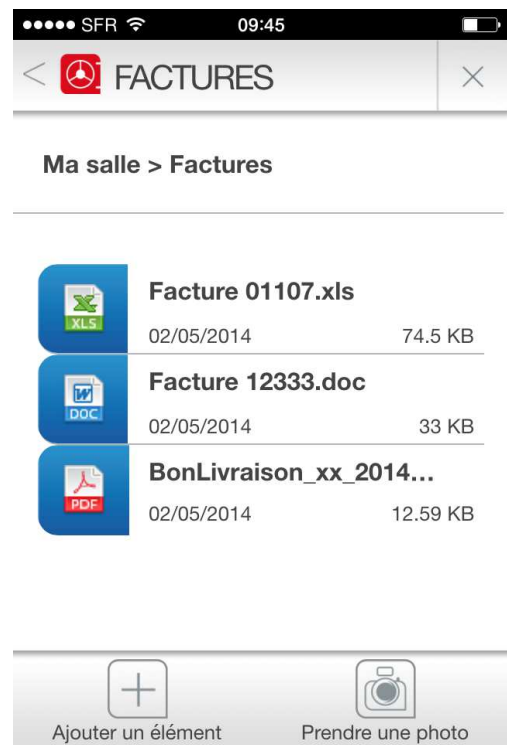 SFR 09:45
< FACTURES ×
Ma salle > Factures
Facture 01107.xls
XLS
02/05/2014 74.5 KB
Facture 12333.doc
DOC
02/05/2014 33 KB
BonLivraison_xx_2014...
PDF
02/05/2014 12.59 KB
Ajouter un élément Prendre une photo